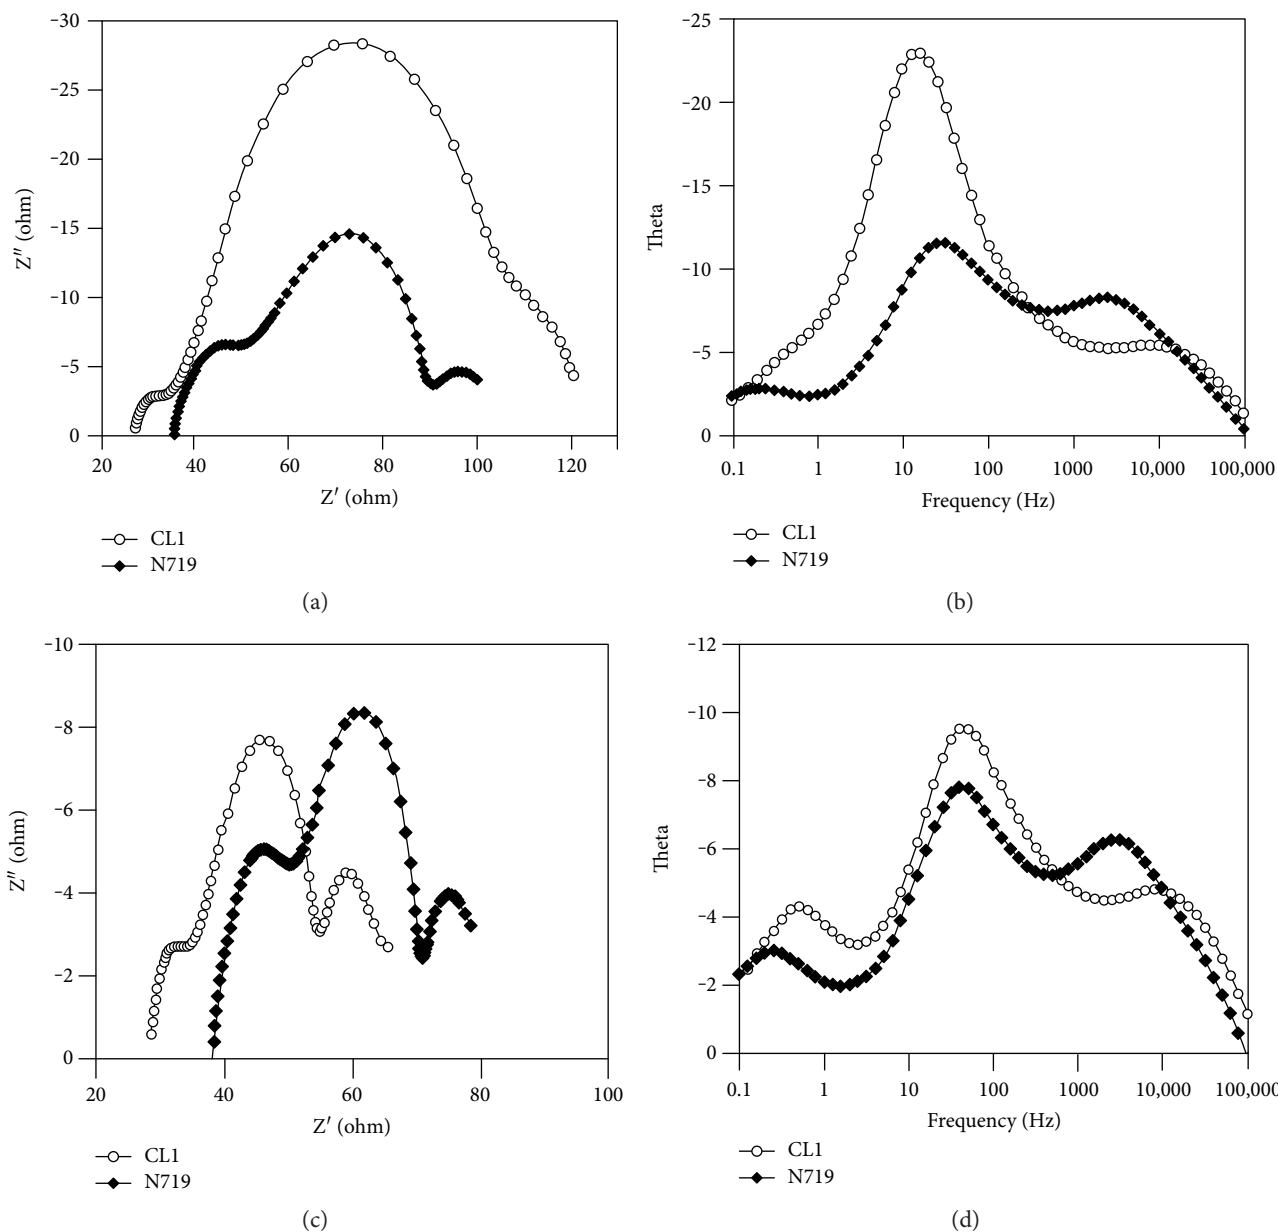 -30
-25
-20
-15
-10
-5
0
Z″ (ohm)
20 40 60 80 100 120
Z′ (ohm)
CL1
N719
(a)
-25
-20
-15
-10
-5
0
Theta
0.1 1 10 100 1000 10,000 100,000
Frequency (Hz)
CL1
N719
(b)
-10
-8
-6
-4
-2
0
Z″ (ohm)
20 40 60 80 100
Z′ (ohm)
CL1
N719
(c)
-12
-10
-8
-6
-4
-2
0
Theta
0.1 1 10 100 1000 10,000 100,000
Frequency (Hz)
CL1
N719
(d)